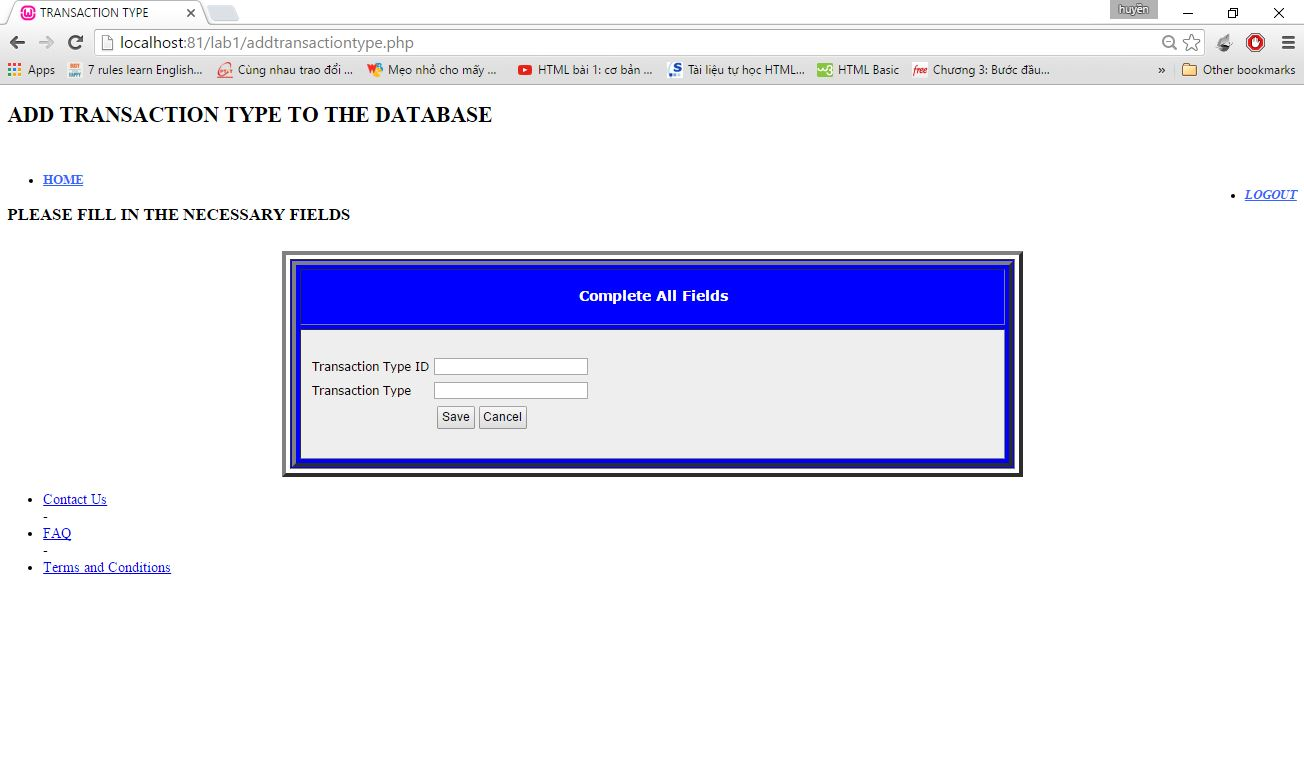 TRANSACTION TYPE
huyền
localhost:81/lab1/addtransactiontype.php
Apps 7 rules learn English... Cùng nhau trao đổi ... Mẹo nhỏ cho mấy ... HTML bài 1: cơ bản ... Tài liệu tự học HTML... HTML Basic Chương 3: Bước đầu... » Other bookmarks
ADD TRANSACTION TYPE TO THE DATABASE
HOME
LOGOUT
PLEASE FILL IN THE NECESSARY FIELDS
Complete All Fields
Transaction Type ID
Transaction Type
Save Cancel
Contact Us
-
FAQ
-
Terms and Conditions